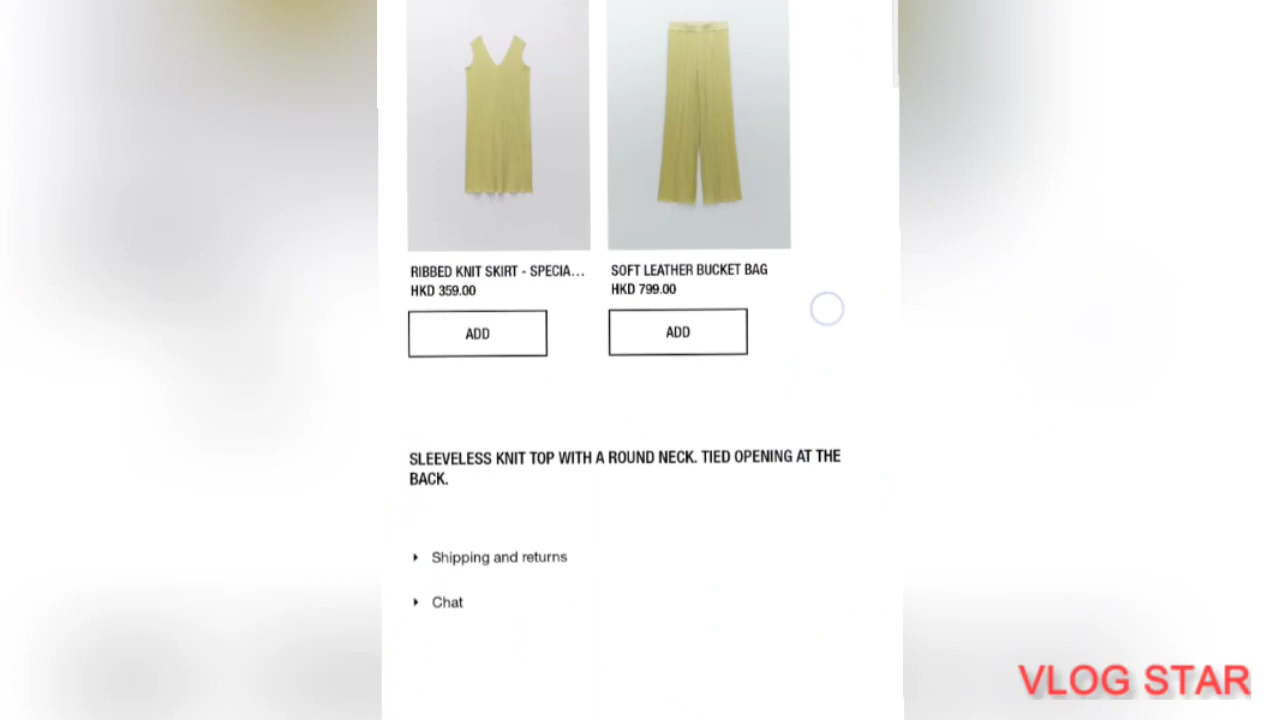 RIBBED KNIT SKIRT - SPECIA...
HKD 359.00
ADD
SOFT LEATHER BUCKET BAG
HKD 799.00
ADD
SLEEVELESS KNIT TOP WITH A ROUND NECK. TIED OPENING AT THE
BACK.
Shipping and returns
Chat
VLOG STAR